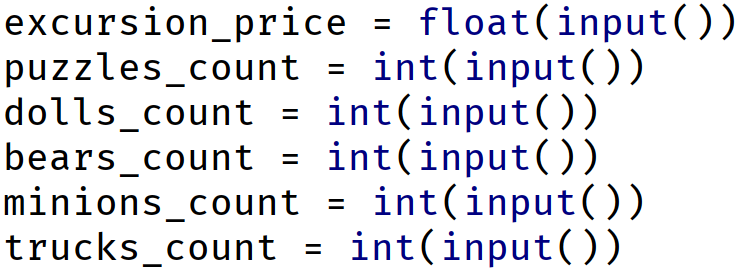 excursion_price = float(input())
puzzles_count = int(input())
dolls_count = int(input())
bears_count = int(input())
minions_count = int(input())
trucks_count = int(input())